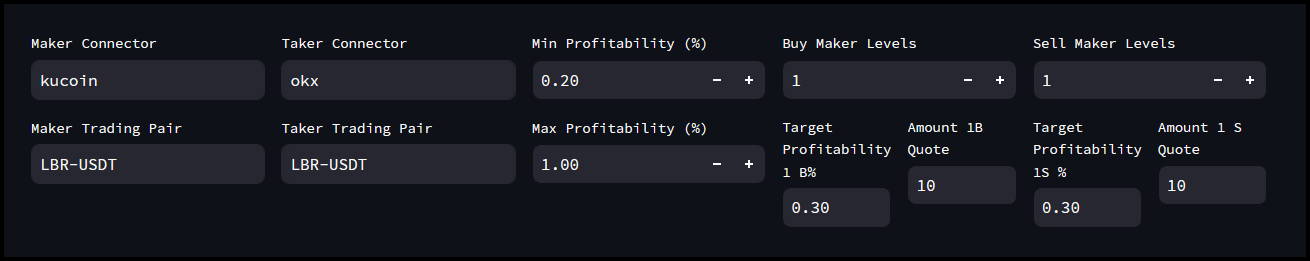 Maker Connector
kucoin
Taker Connector
okx
Min Profitability (%)
0.20 - +
Buy Maker Levels
1 - +
Sell Maker Levels
1 - +
Maker Trading Pair
LBR-USDT
Taker Trading Pair
LBR-USDT
Max Profitability (%)
1.00 - +
Target
Profitability
1 B%
0.30
Amount 1B
Quote
10
Target
Profitability
1S %
0.30
Amount 1 S
Quote
10